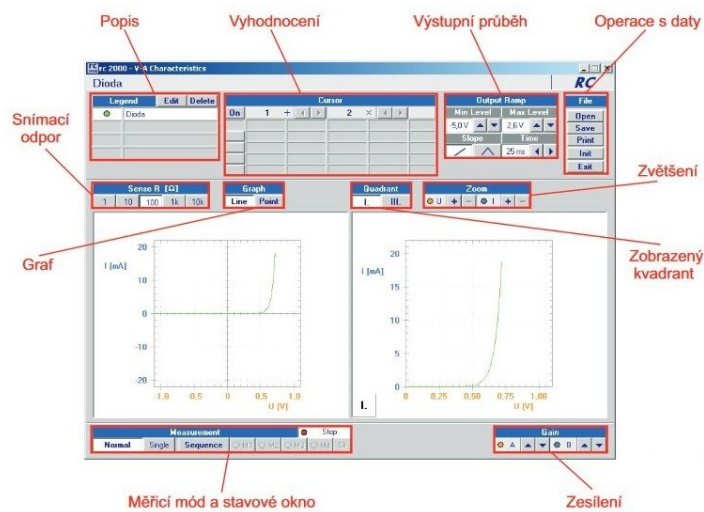 Popis
Vyhodnocení
Výstupní průběh
Operace s daty
rc 2000 - V-A Characteristics
Dioda
RC
Legend Edit Delete
Dioda
Cursor
On 1 + 2 ×
Output Ramp
Min Level Max Level
-5,0 V 2,6 V
Slope Time
25 ms
File
Open
Save
Print
Init
Exit
Snímací
odpor
Sense R [Ω]
1 10 100 1k 10k
Graph
Line Point
Quadrant
I. III.
Zoom
U + - I + -
Zvětšení
Graf
Zobrazený
kvadrant
I [mA]
20
10
0
-10
-20
-1,0 -0,5 0 0,5 1,0
U [V]
I [mA]
20
15
10
5
0
0 0,25 0,50 0,75 1,00
U [V]
I.
Measurement Stop
Normal Single Sequence M1 M2 M3 M4
Gain
A B
Měřicí mód a stavové okno
Zesílení